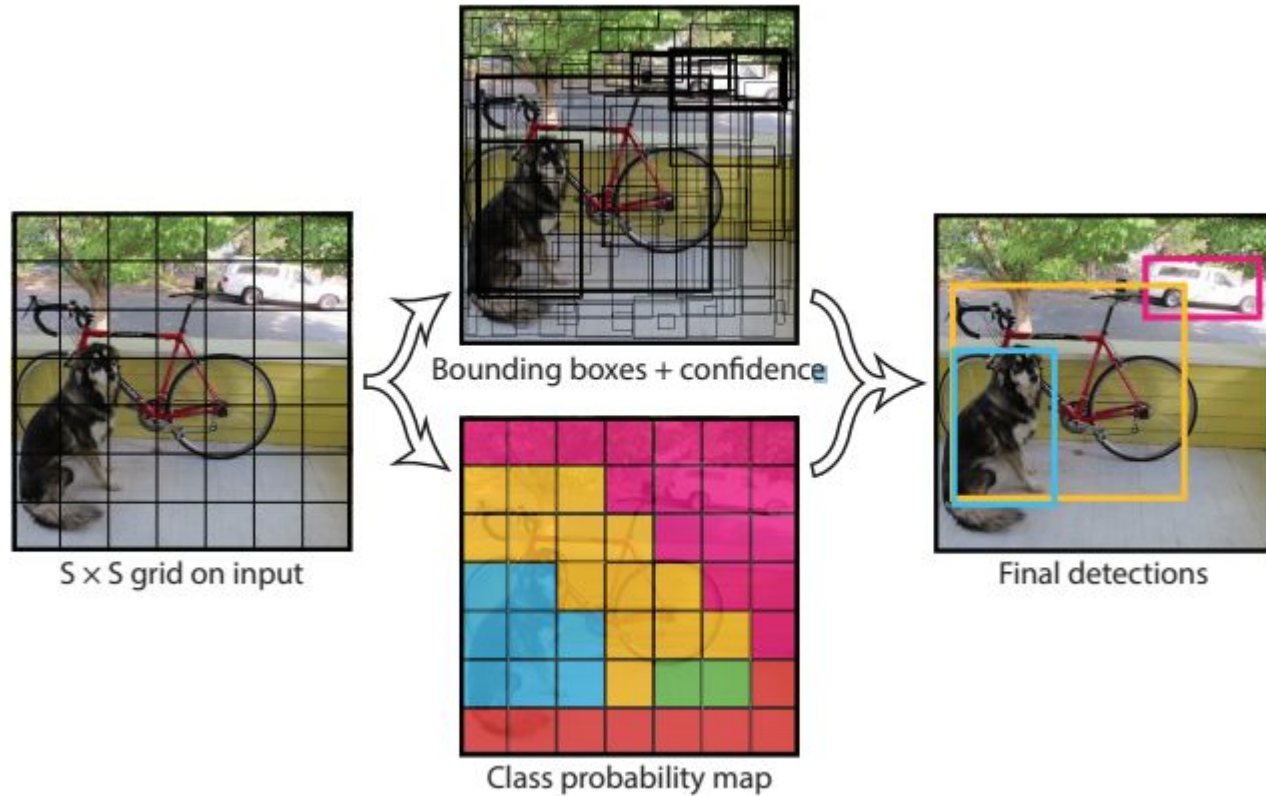 Bounding boxes + confidence
S × S grid on input
Final detections
Class probability map